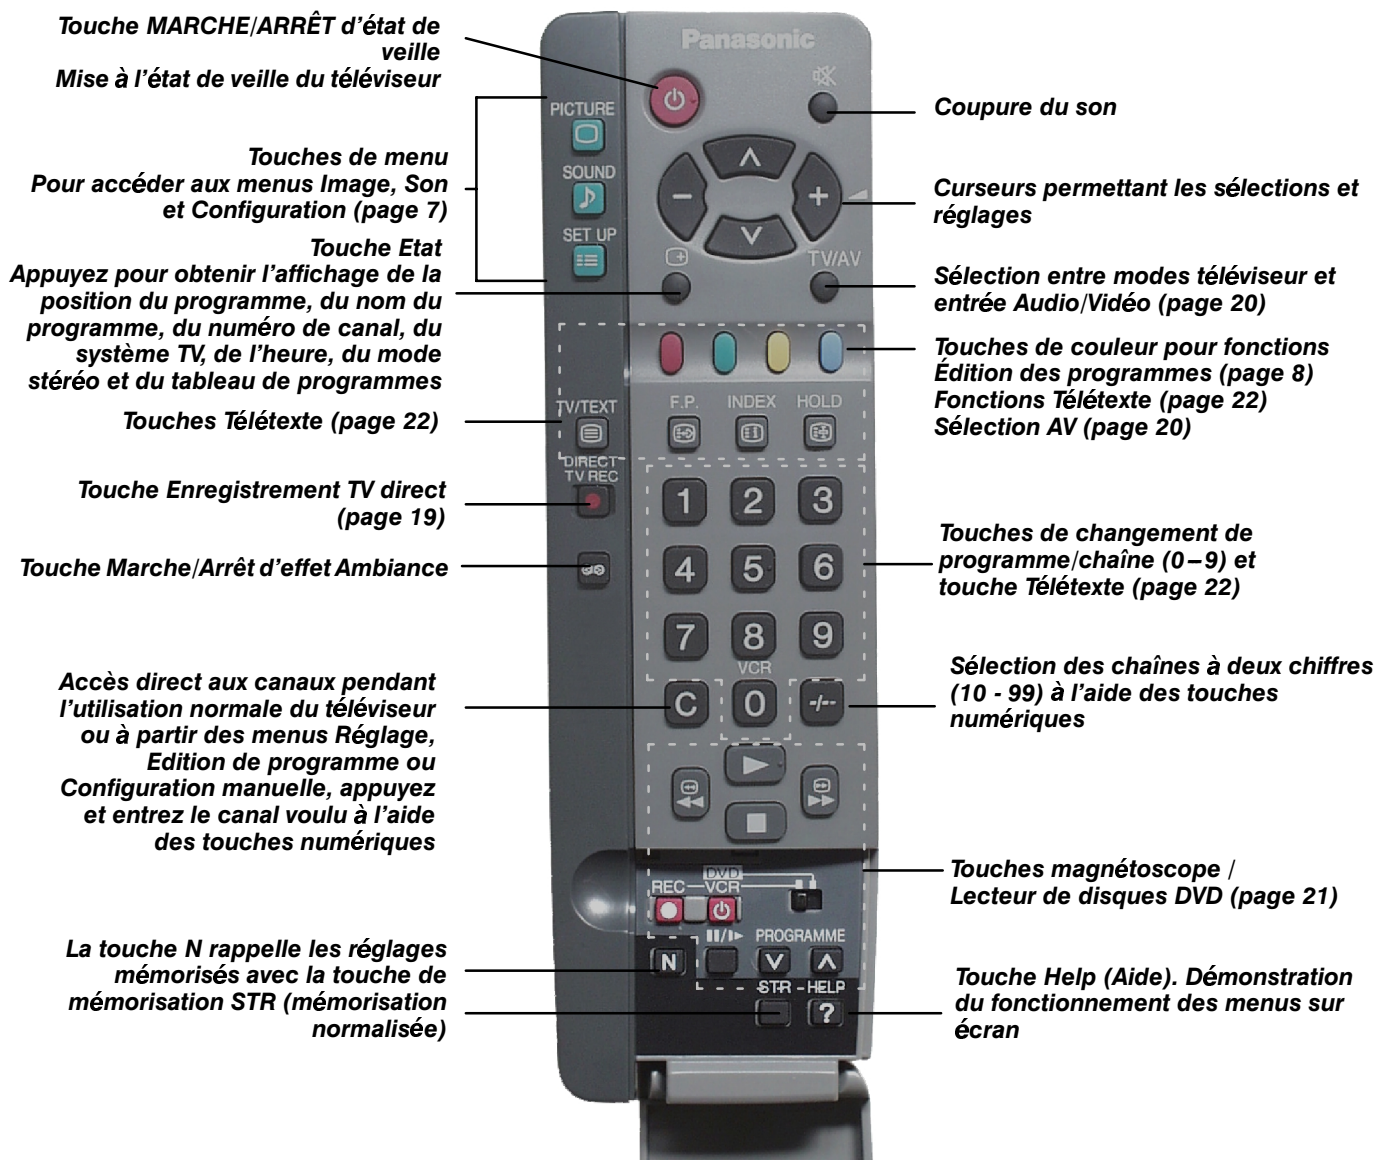 Touche MARCHE/ARRÊT d'état de
veille
Mise à l'état de veille du téléviseur
Touches de menu
Pour accéder aux menus Image, Son
et Configuration (page 7)
Touche Etat
Appuyez pour obtenir l'affichage de la
position du programme, du nom du
programme, du numéro de canal, du
système TV, de l'heure, du mode
stéréo et du tableau de programmes
Touches Télétexte (page 22)
Touche Enregistrement TV direct
(page 19)
Touche Marche/Arrêt d'effet Ambiance
Accès direct aux canaux pendant
l'utilisation normale du téléviseur
ou à partir des menus Réglage,
Edition de programme ou
Configuration manuelle, appuyez
et entrez le canal voulu à l'aide
des touches numériques
La touche N rappelle les réglages
mémorisés avec la touche de
mémorisation STR (mémorisation
normalisée)
Panasonic
PICTURE
SOUND
SET UP
TV/AV
F.P. INDEX HOLD
TV/TEXT
DIRECT
TV REC
1 2 3
4 5 6
7 8 9
VCR
C 0 -/--
DVD
REC VCR
PROGRAMME
N
STR HELP
?
Coupure du son
Curseurs permettant les sélections et
réglages
Sélection entre modes téléviseur et
entrée Audio/Vidéo (page 20)
Touches de couleur pour fonctions
Édition des programmes (page 8)
Fonctions Télétexte (page 22)
Sélection AV (page 20)
Touches de changement de
programme/chaîne (0–9) et
touche Télétexte (page 22)
Sélection des chaînes à deux chiffres
(10 - 99) à l'aide des touches
numériques
Touches magnétoscope /
Lecteur de disques DVD (page 21)
Touche Help (Aide). Démonstration
du fonctionnement des menus sur
écran